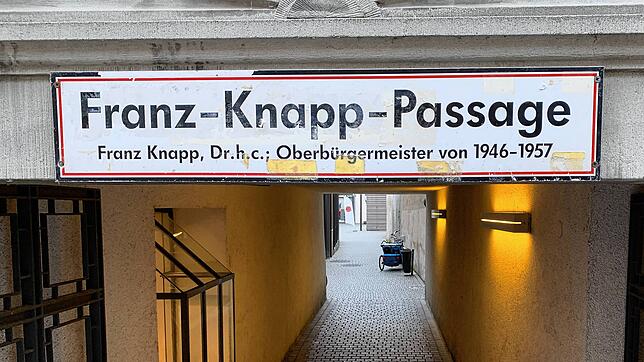 Franz-Knapp-Passage
Franz Knapp, Dr.h.c.; Oberbürgermeister von 1946-1957